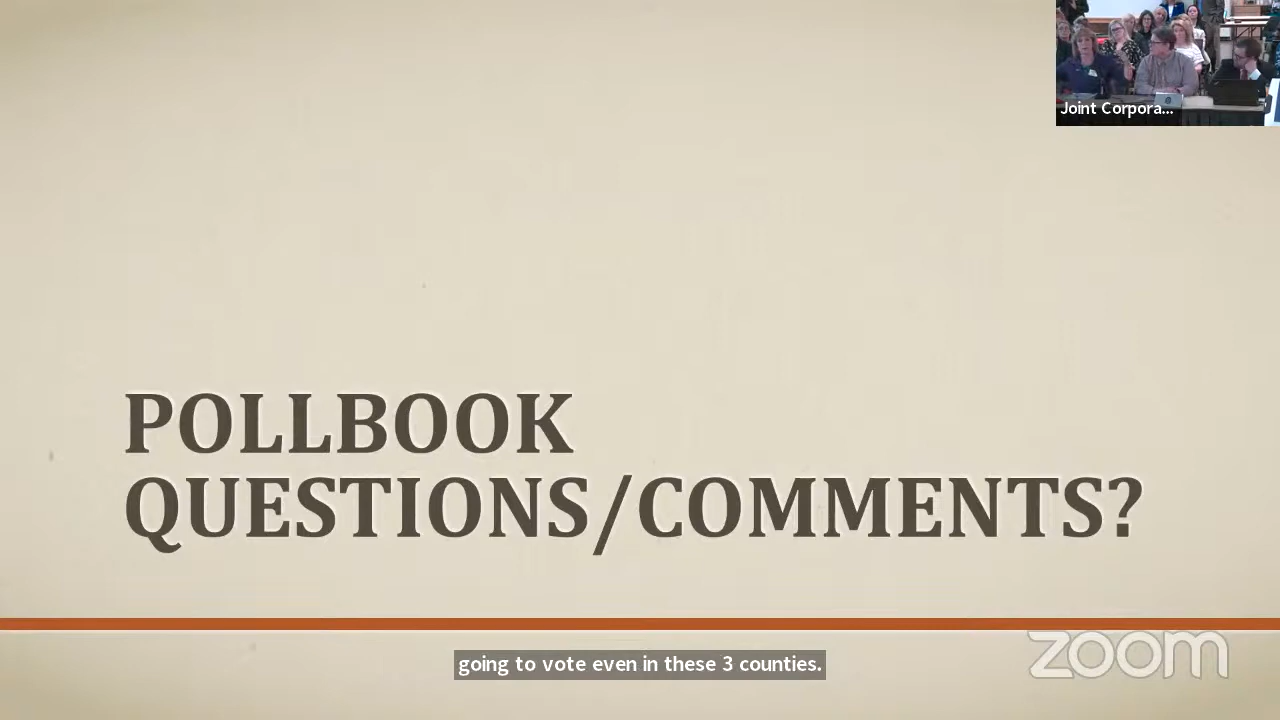 Joint Corpora...
POLLBOOK
QUESTIONS/COMMENTS?
going to vote even in these 3 counties.
zoom